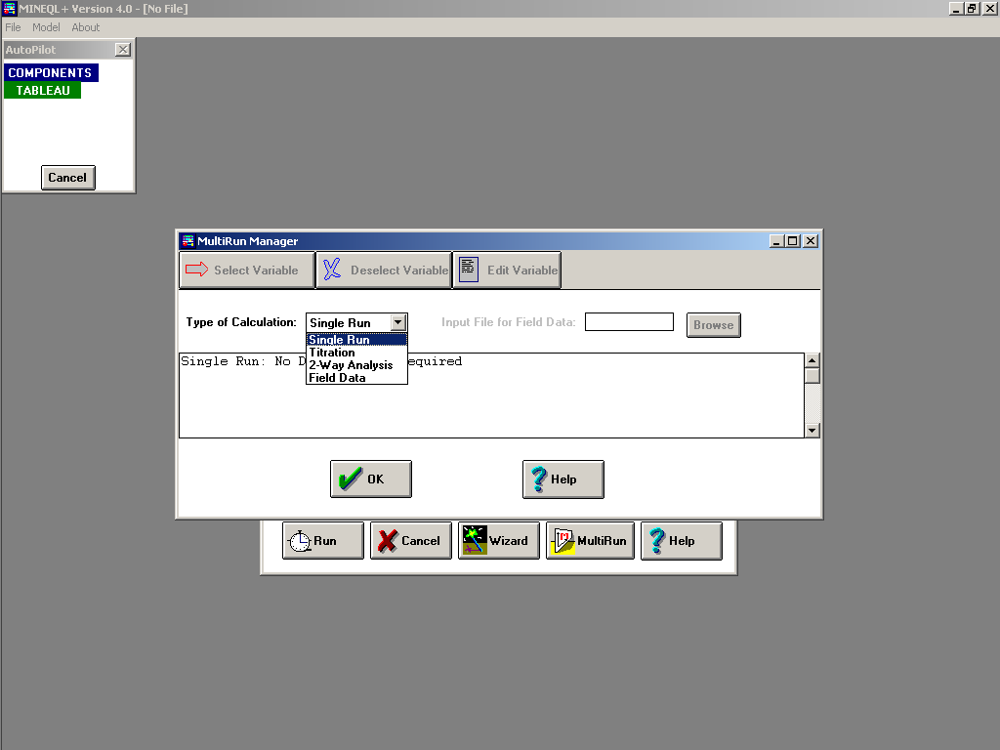 MINEQL+ Version 4.0 - [No File]
File Model About
AutoPilot
COMPONENTS
TABLEAU
Cancel
MultiRun Manager
Select Variable Deselect Variable Edit Variable
Type of Calculation: Single Run Input File for Field Data: Browse
Single Run
Titration
2-Way Analysis
Field Data
Single Run: No D equired
OK Help
Run Cancel Wizard MultiRun Help